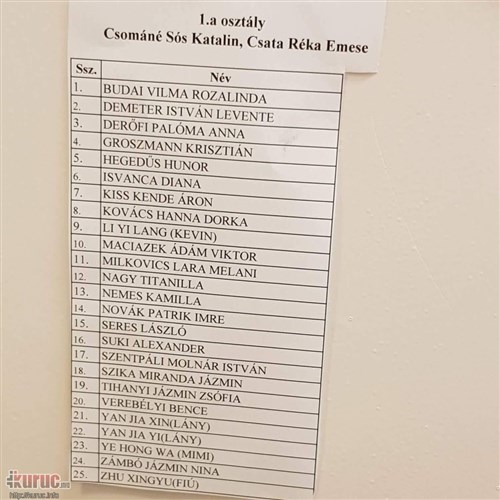 1.a osztály
Csománé Sós Katalin, Csata Réka Emese
Ssz. Név
1. BUDAI VILMA ROZALINDA
2. DEMETER ISTVÁN LEVENTE
3. DERŐFI PALÓMA ANNA
4. GROSZMANN KRISZTIÁN
5. HEGEDŰS HUNOR
6. ISVANCA DIANA
7. KISS KENDE ÁRON
8. KOVÁCS HANNA DORKA
9. LI YI LANG (KEVIN)
10. MACIAZEK ÁDÁM VIKTOR
11. MILKOVICS LARA MELANI
12. NAGY TITANILLA
13. NEMES KAMILLA
14. NOVÁK PATRIK IMRE
15. SERES LÁSZLÓ
16. SUKI ALEXANDER
17. SZENTPÁLI MOLNÁR ISTVÁN
18. SZIKA MIRANDA JÁZMIN
19. TIHANYI JÁZMIN ZSÓFIA
20. VEREBÉLYI BENCE
21. YAN JIA XIN(LÁNY)
22. YAN JIA YI(LÁNY)
23. YE HONG WA (MIMI)
24. ZÁMBÓ JÁZMIN NINA
25. ZHU XINGYU(FIÚ)
kuruc.info
http://kuruc.info